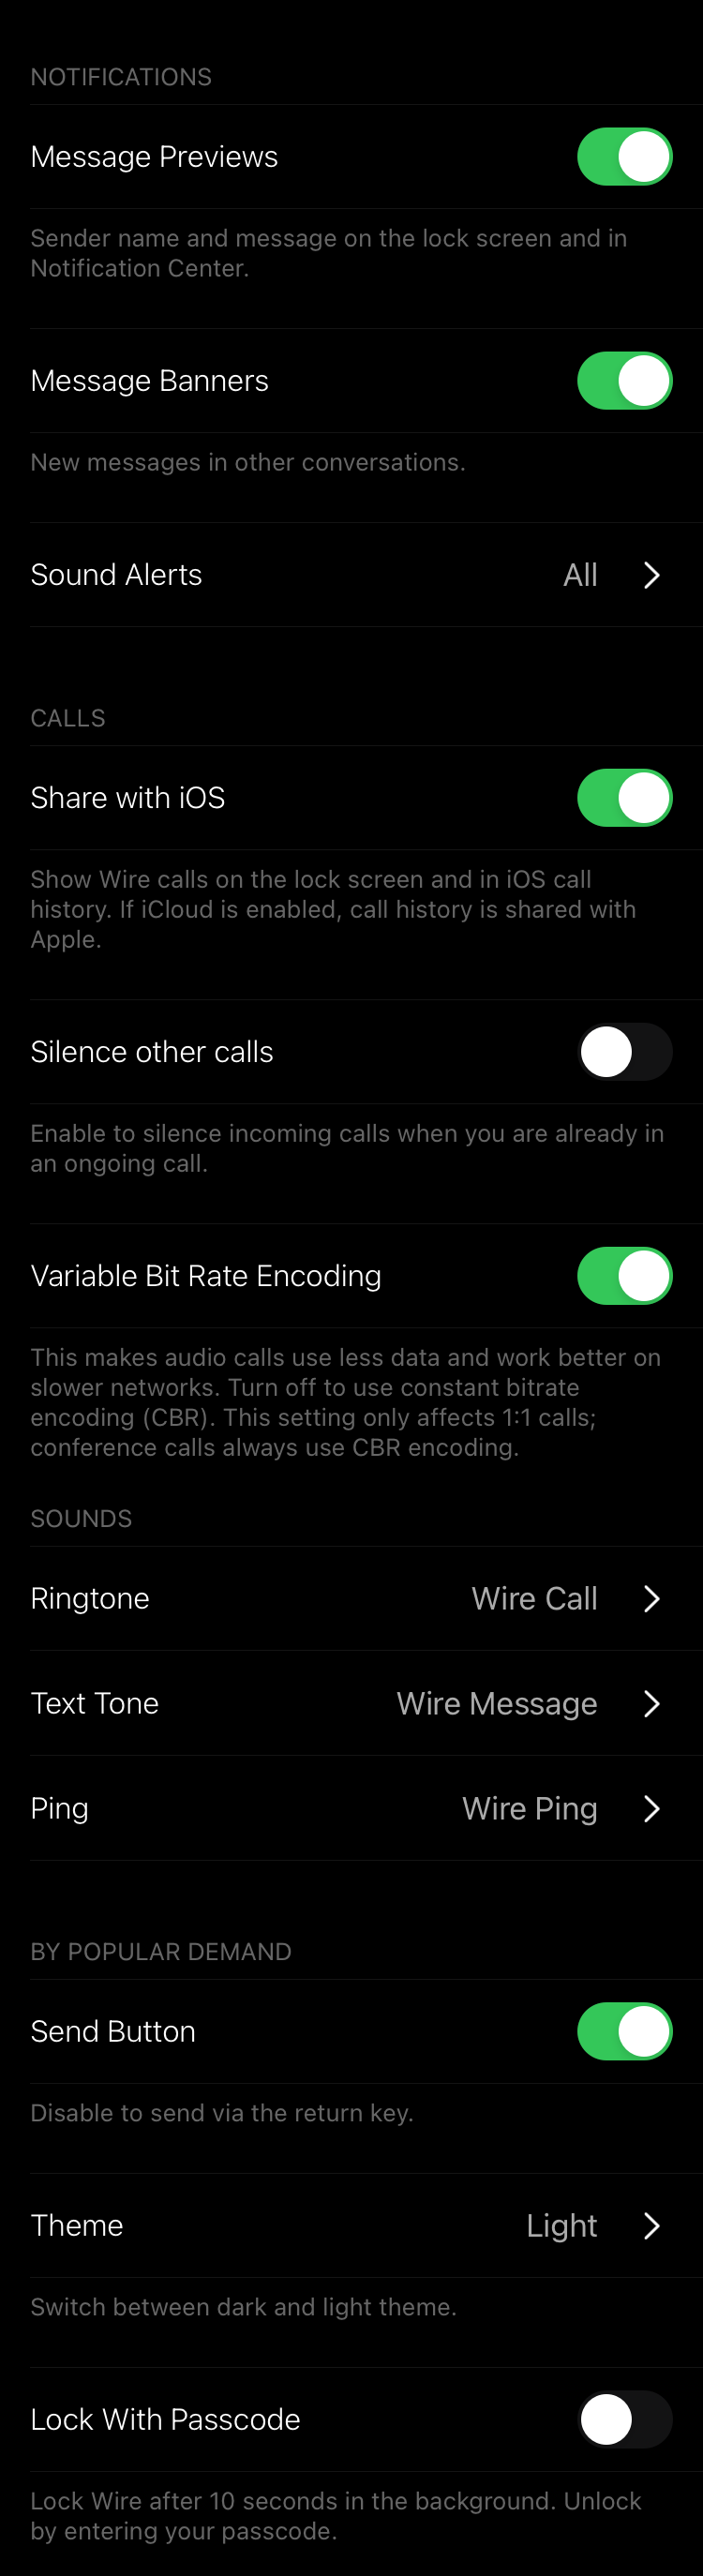 NOTIFICATIONS
Message Previews
Sender name and message on the lock screen and in
Notification Center.
Message Banners
New messages in other conversations.
Sound Alerts All
CALLS
Share with iOS
Show Wire calls on the lock screen and in iOS call
history. If iCloud is enabled, call history is shared with
Apple.
Silence other calls
Enable to silence incoming calls when you are already in
an ongoing call.
Variable Bit Rate Encoding
This makes audio calls use less data and work better on
slower networks. Turn off to use constant bitrate
encoding (CBR). This setting only affects 1:1 calls;
conference calls always use CBR encoding.
SOUNDS
Ringtone Wire Call
Text Tone Wire Message
Ping Wire Ping
BY POPULAR DEMAND
Send Button
Disable to send via the return key.
Theme Light
Switch between dark and light theme.
Lock With Passcode
Lock Wire after 10 seconds in the background. Unlock
by entering your passcode.